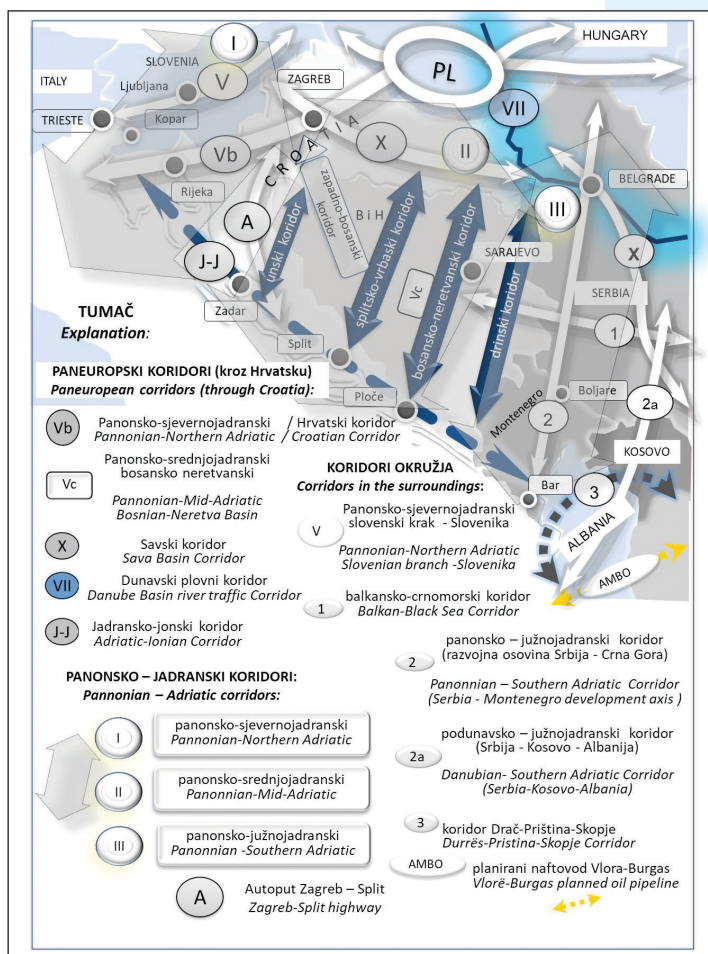 I
HUNGARY
SLOVENIA
ITALY
Ljubljana
V
ZAGREB
PL
TRIESTE
Kopar
VII
CROATIA
X
II
Vb
BELGRADE
Rijeka
zapadno-bosanski
koridor
BiH
III
A
unski koridor
splitsko-vrbaski koridor
bosansko-neretvanski koridor
SARAJEVO
drinski koridor
X
J-J
Vc
SERBIA
Zadar
1
TUMAČ
Explanation:
Split
Boljare
2a
Montenegro
2
Ploče
KOSOVO
PANEUROPSKI KORIDORI (kroz Hrvatsku)
Paneuropean corridors (through Croatia):
Vb
Panonsko-sjevernojadranski / Hrvatski koridor
Pannonian-Northern Adriatic / Croatian Corridor
Vc
Panonsko-srednjojadranski
bosansko neretvanski
Pannonian-Mid-Adriatic
Bosnian-Neretva Basin
X
Savski koridor
Sava Basin Corridor
VII
Dunavski plovni koridor
Danube Basin river traffic Corridor
J-J
Jadransko-jonski koridor
Adriatic-Ionian Corridor
Bar
3
ALBANIA
AMBO
KORIDORI OKRUŽJA
Corridors in the surroundings:
V
Panonsko-sjevernojadranski
slovenski krak - Slovenika
Pannonian-Northern Adriatic
Slovenian branch -Slovenika
1
balkansko-crnomorski koridor
Balkan-Black Sea Corridor
2
panonsko – južnojadranski koridor
(razvojna osovina Srbija - Crna Gora)
Panonnian – Southern Adriatic Corridor
(Serbia - Montenegro development axis )
2a
podunavsko – južnojadranski koridor
(Srbija - Kosovo - Albanija)
Danubian- Southern Adriatic Corridor
(Serbia-Kosovo-Albania)
3
koridor Drač-Priština-Skopje
Durrës-Pristina-Skopje Corridor
AMBO
planirani naftovod Vlora-Burgas
Vlorë-Burgas planned oil pipeline
PANONSKO – JADRANSKI KORIDORI:
Pannonian – Adriatic corridors:
I
panonsko-sjevernojadranski
Pannonian-Northern Adriatic
II
panonsko-srednjojadranski
Panonnian-Mid-Adriatic
III
panonsko-južnojadranski
Panonnian -Southern Adriatic
A
Autoput Zagreb – Split
Zagreb-Split highway